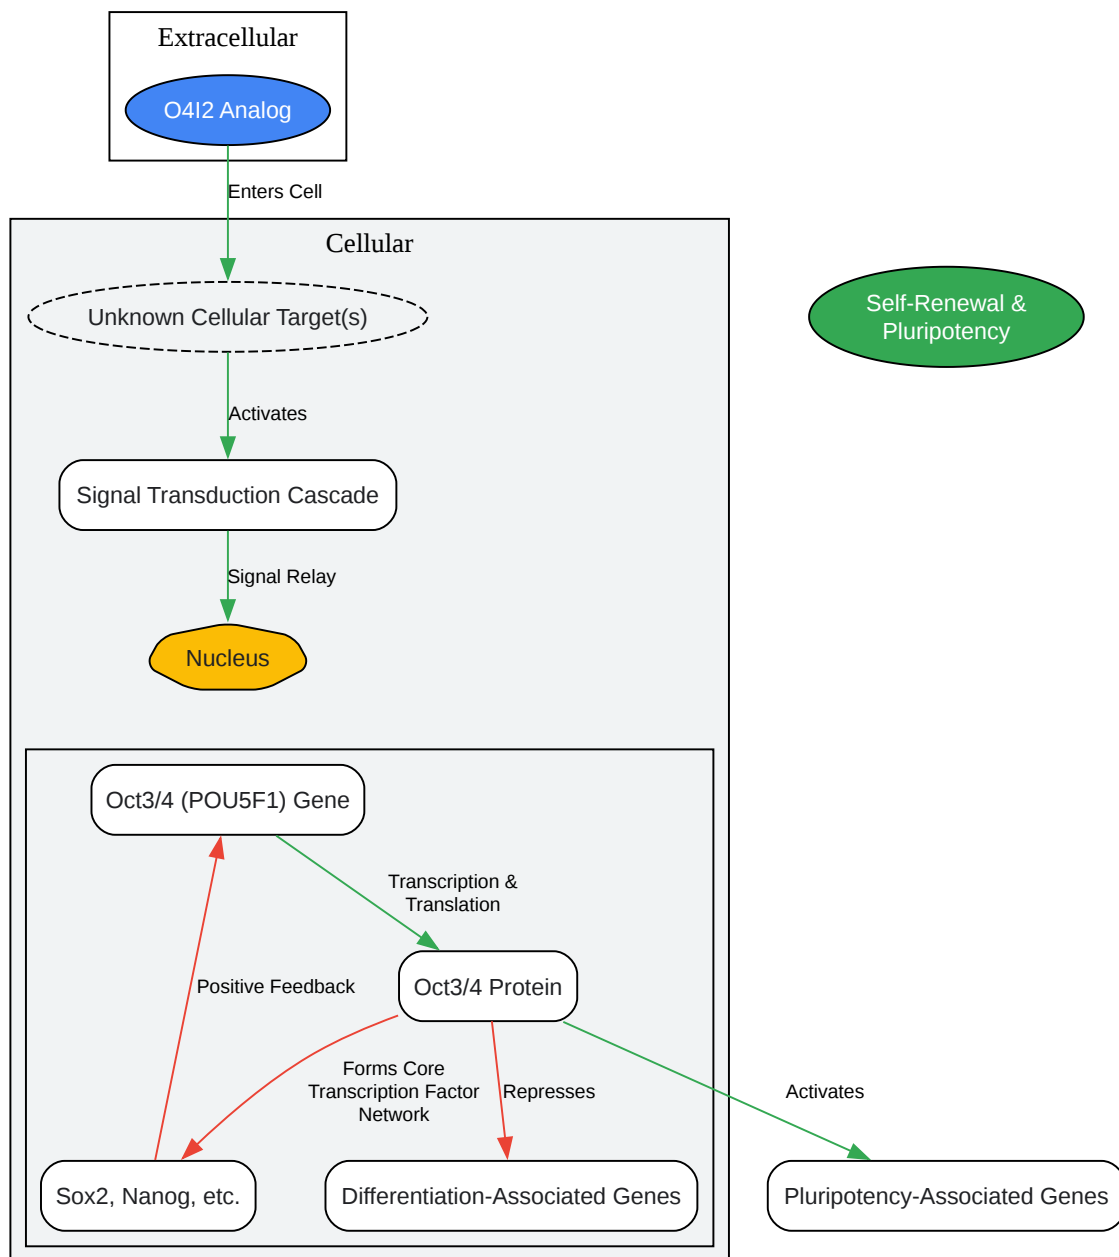 Extracellular
O4I2 Analog
Enters Cell
Cellular
Unknown Cellular Target(s)
Self-Renewal &
Pluripotency
Activates
Signal Transduction Cascade
Signal Relay
Nucleus
Oct3/4 (POU5F1) Gene
Transcription &
Translation
Positive Feedback
Oct3/4 Protein
Forms Core
Transcription Factor
Network
Represses
Activates
Sox2, Nanog, etc.
Differentiation-Associated Genes
Pluripotency-Associated Genes